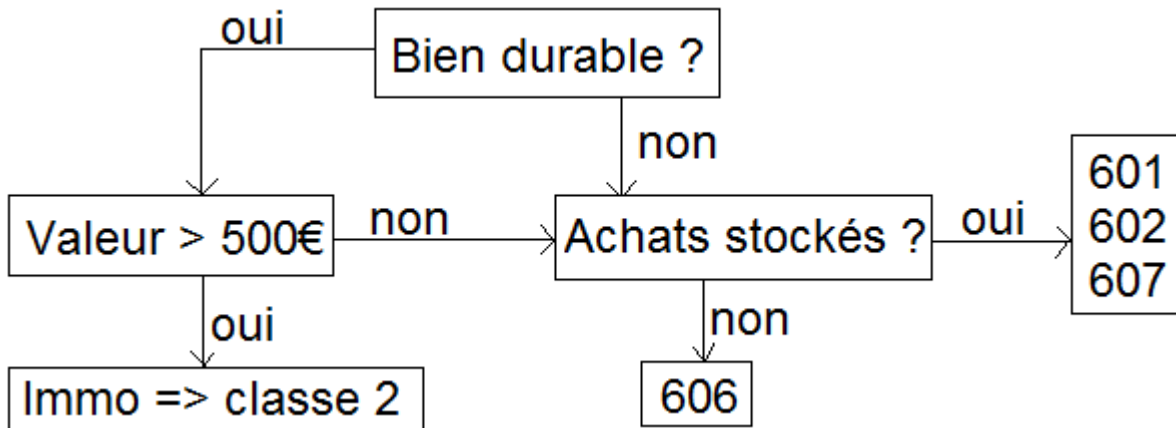 oui
Bien durable ?
non
Valeur > 500€
non
Achats stockés ?
oui
601
602
607
oui
non
Immo => classe 2
606